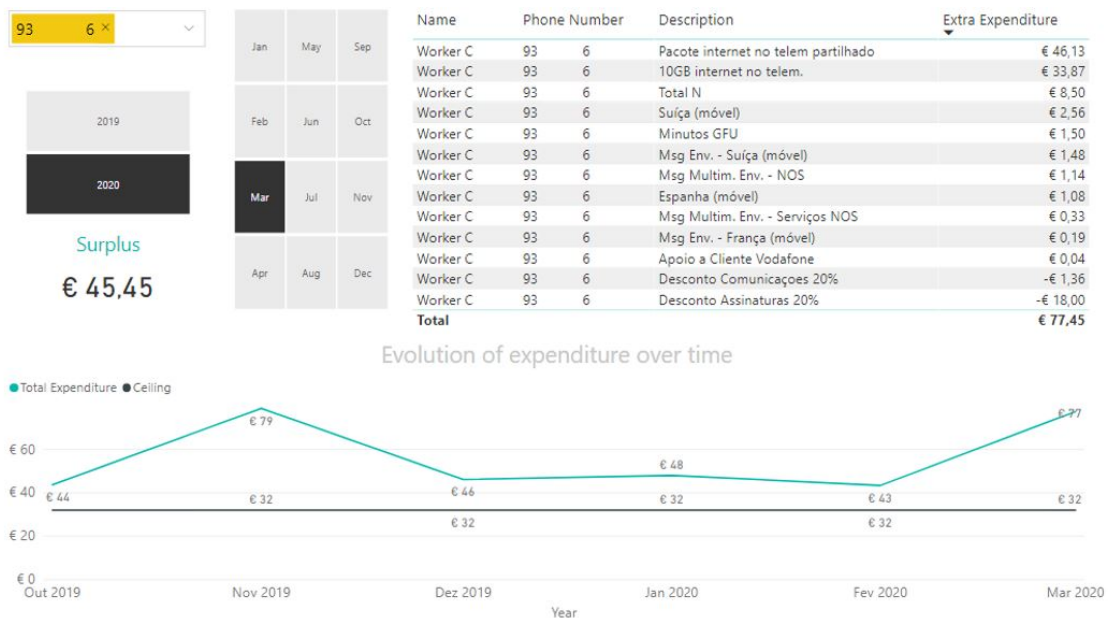 93 6 ×
2019
2020
Surplus
€ 45,45
Jan May Sep
Feb Jun Oct
Mar Jul Nov
Apr Aug Dec
Name Phone Number Description Extra Expenditure
Worker C 93 6 Pacote internet no telem partilhado € 46,13
Worker C 93 6 10GB internet no telem. € 33,87
Worker C 93 6 Total N € 8,50
Worker C 93 6 Suíça (móvel) € 2,56
Worker C 93 6 Minutos GFU € 1,50
Worker C 93 6 Msg Env. - Suíça (móvel) € 1,48
Worker C 93 6 Msg Multim. Env. - NOS € 1,14
Worker C 93 6 Espanha (móvel) € 1,08
Worker C 93 6 Msg Multim. Env. - Serviços NOS € 0,33
Worker C 93 6 Msg Env. - França (móvel) € 0,19
Worker C 93 6 Apoio a Cliente Vodafone € 0,04
Worker C 93 6 Desconto Comunicaçoes 20% -€ 1,36
Worker C 93 6 Desconto Assinaturas 20% -€ 18,00
Total € 77,45
Evolution of expenditure over time
Total Expenditure Ceiling
€ 79 € 77
€ 60
€ 48
€ 40 € 44 € 32 € 46 € 32 € 43 € 32
€ 32 € 32
€ 20
€ 0
Out 2019 Nov 2019 Dez 2019 Jan 2020 Fev 2020 Mar 2020
Year